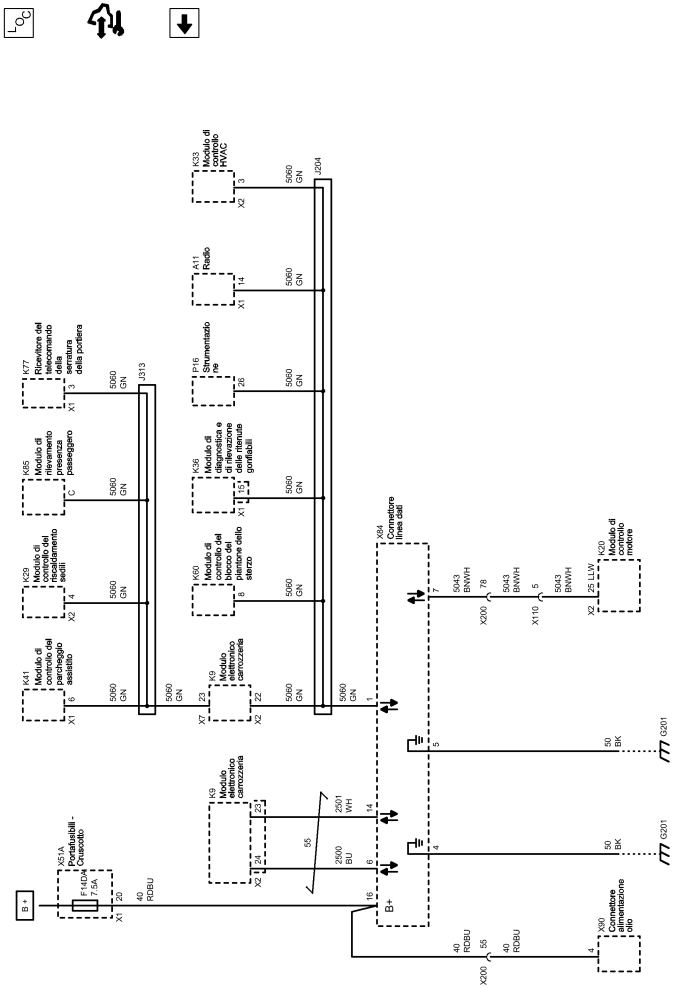 LOC
K33
Modulo di
controllo
HVAC
3
X2
5060
GN
J204
A11
Radio
14
X1
5060
GN
P16
Strumentazio
ne
26
5060
GN
K36
Modulo di
diagnostica e
di rilevazione
delle ritenute
gonfiabili
15
X1
5060
GN
K60
Modulo di
controllo del
blocco del
piantone dello
sterzo
8
5060
GN
K77
Ricevitore del
telecomando
della
serratura
della portiera
3
X1
5060
GN
J313
K85
Modulo di
rilevamento
presenza
passeggero
C
5060
GN
K29
Modulo di
controllo del
riscaldamento
sedili
4
X2
5060
GN
K41
Modulo di
controllo del
parcheggio
assistito
6
X1
5060
GN
5060
GN
23
X7
K9
Modulo
elettronico
carrozzeria
22
X2
5060
GN
5060
GN
1
X84
Connettore
linea dati
7
5043
BNWH
78
X200
5043
BNWH
5
X110
5043
BNWH
25 LLW
X2
K20
Modulo di
controllo
motore
K9
Modulo
elettronico
carrozzeria
23
24
X2
55
2501
WH
14
2500
BU
6
5
50
BK
G201
4
50
BK
G201
B+
X51A
Portafusibili -
Cruscotto
F14DA
7.5A
20
X1
40
RDBU
16
B+
40
RDBU
55
X200
40
RDBU
4
X90
Connettore
alimentazione
olio